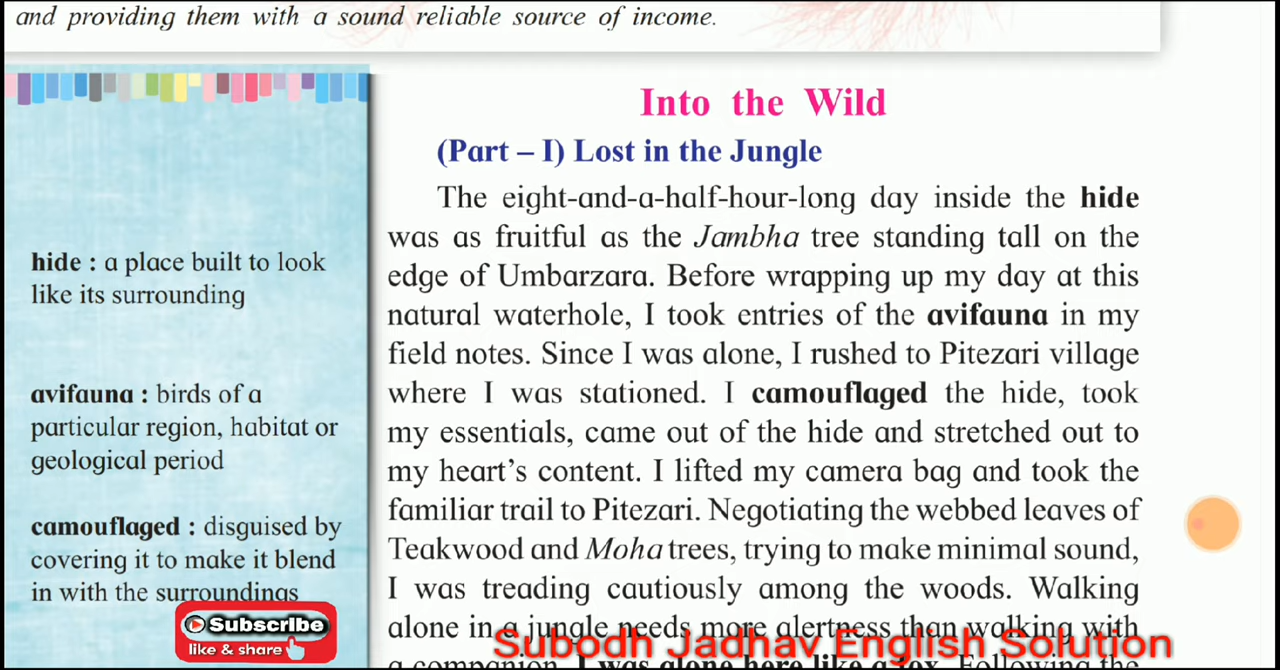 and providing them with a sound reliable source of income.
Into the Wild
(Part – I) Lost in the Jungle
The eight-and-a-half-hour-long day inside the hide
was as fruitful as the Jambha tree standing tall on the
edge of Umbarzara. Before wrapping up my day at this
natural waterhole, I took entries of the avifauna in my
field notes. Since I was alone, I rushed to Pitezari village
where I was stationed. I camouflaged the hide, took
my essentials, came out of the hide and stretched out to
my heart's content. I lifted my camera bag and took the
familiar trail to Pitezari. Negotiating the webbed leaves of
Teakwood and Moha trees, trying to make minimal sound,
I was treading cautiously among the woods. Walking
alone in a jungle needs more alertness than walking with
a companion. I was alone here like a fox. Following the
hide : a place built to look
like its surrounding
avifauna : birds of a
particular region, habitat or
geological period
camouflaged : disguised by
covering it to make it blend
in with the surroundings
Subscribe
like & share
Subodh Jadhav English Solution